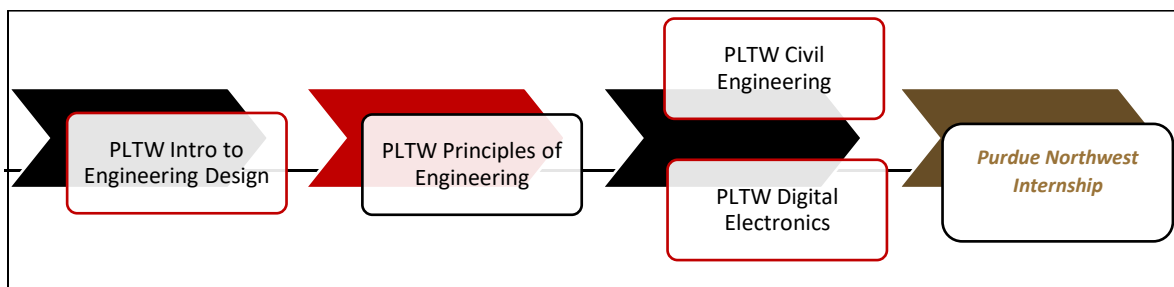 PLTW Intro to
Engineering Design
PLTW Principles of
Engineering
PLTW Civil
Engineering
PLTW Digital
Electronics
Purdue Northwest
Internship